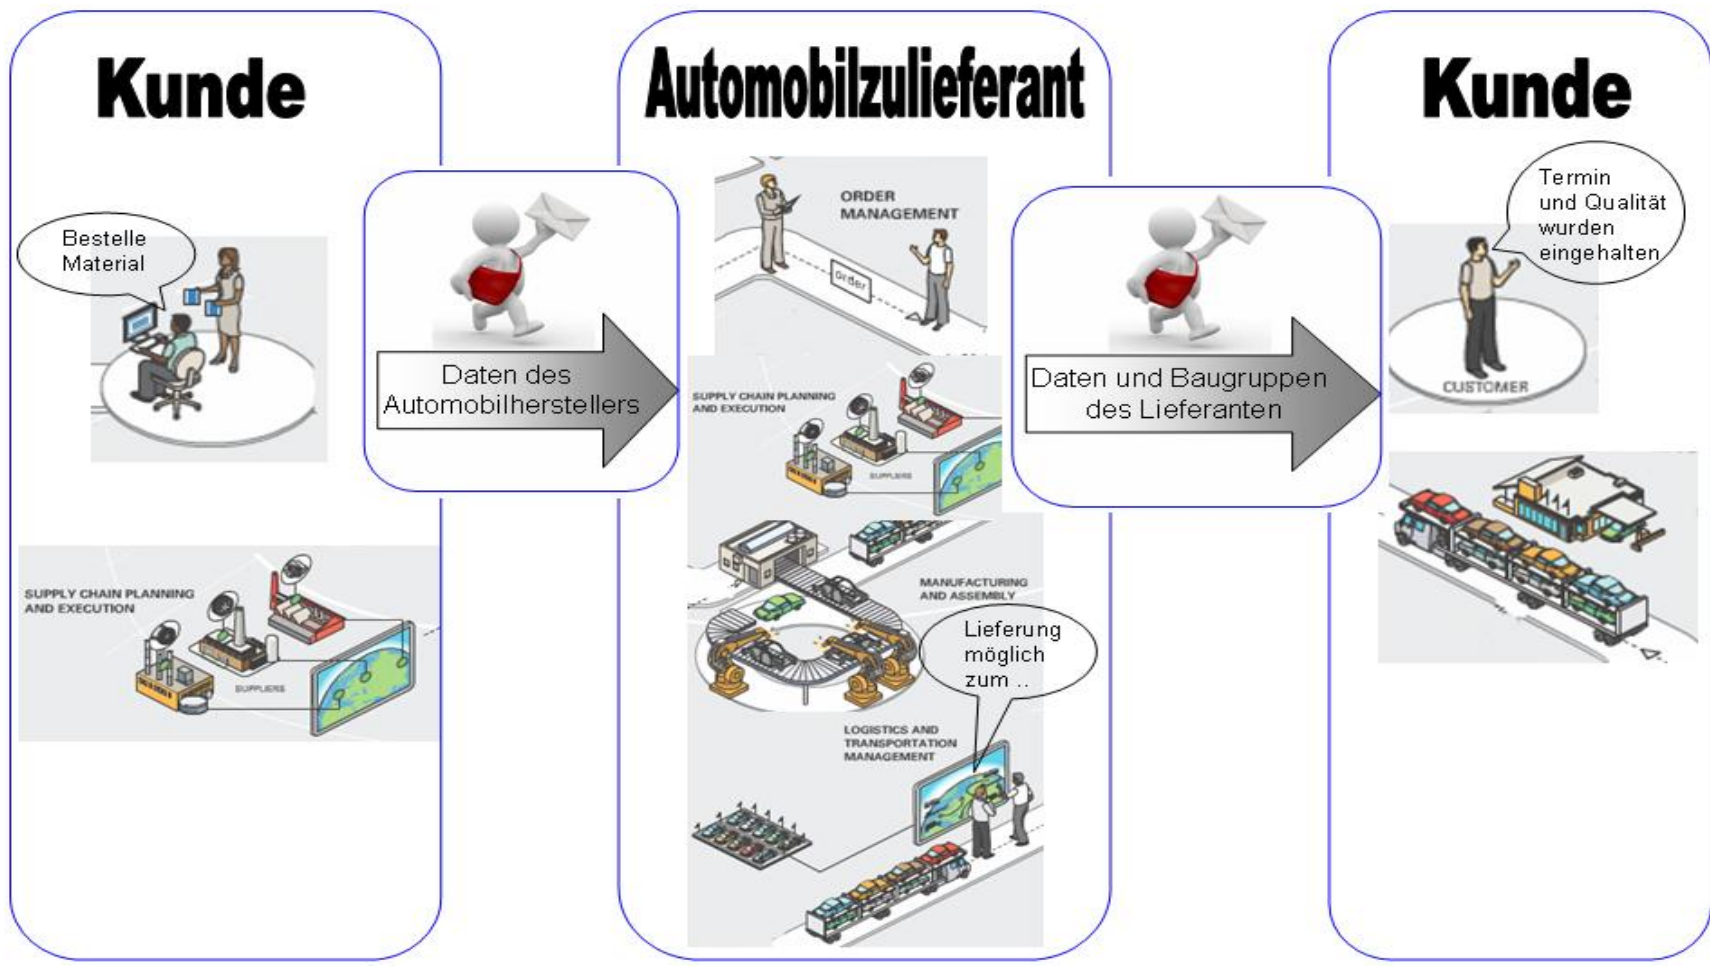 Kunde
Bestelle
Material
SUPPLY CHAIN PLANNING
AND EXECUTION
SUPPLIERS
Daten des
Automobilherstellers
Automobilzulieferant
ORDER
MANAGEMENT
order
SUPPLY CHAIN PLANNING
AND EXECUTION
SUPPLIERS
MANUFACTURING
AND ASSEMBLY
Lieferung
möglich
zum ..
LOGISTICS AND
TRANSPORTATION
MANAGEMENT
Daten und Baugruppen
des Lieferanten
Kunde
Termin
und Qualität
wurden
eingehalten
CUSTOMER